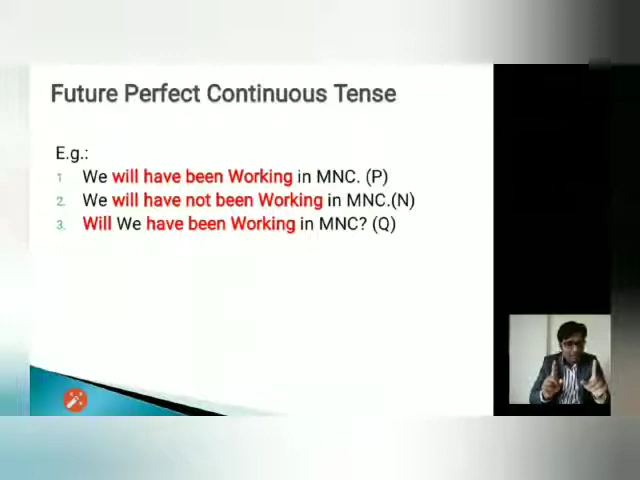 Future Perfect Continuous Tense
E.g.:
1 We will have been Working in MNC. (P)
2. We will have not been Working in MNC.(N)
3. Will We have been Working in MNC? (Q)